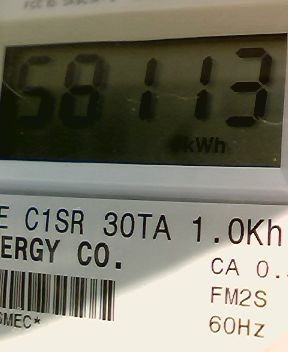 58113
kWh
E C1SR 30TA 1.0Kh
ERGY CO.
CA 0.
FM2S
60Hz
SMEC*